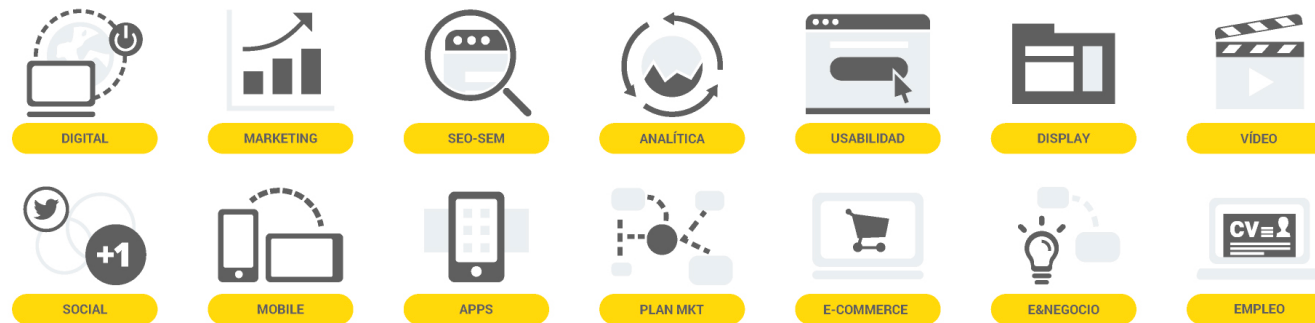 DIGITAL
MARKETING
SEO-SEM
ANALÍTICA
USABILIDAD
DISPLAY
VÍDEO
+1
CV
SOCIAL
MOBILE
APPS
PLAN MKT
E-COMMERCE
E&NEGOCIO
EMPLEO